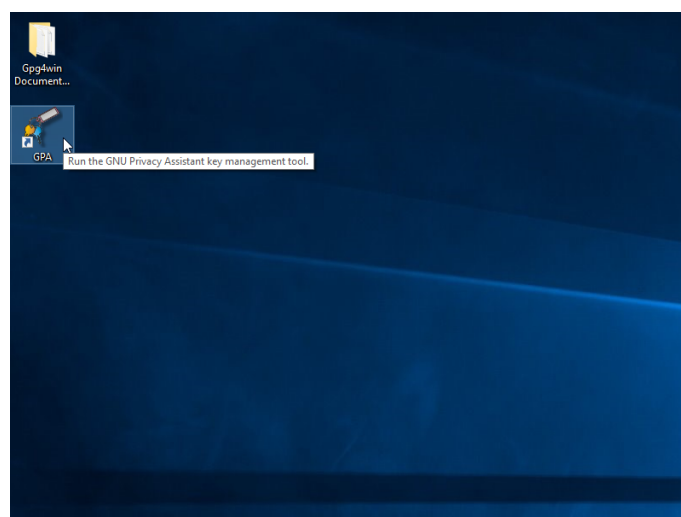 Gpg4win
Document...
GPA
Run the GNU Privacy Assistant key management tool.